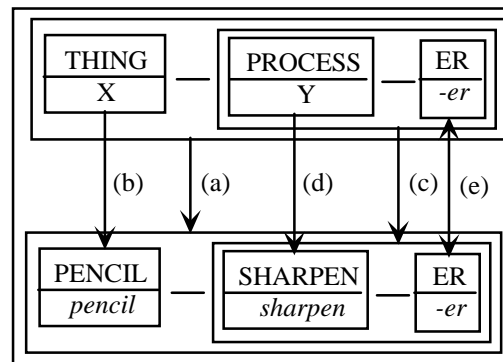 THING PROCESS ER
X Y -er
(b) (a) (d) (c) (e)
PENCIL SHARPEN ER
pencil sharpen -er